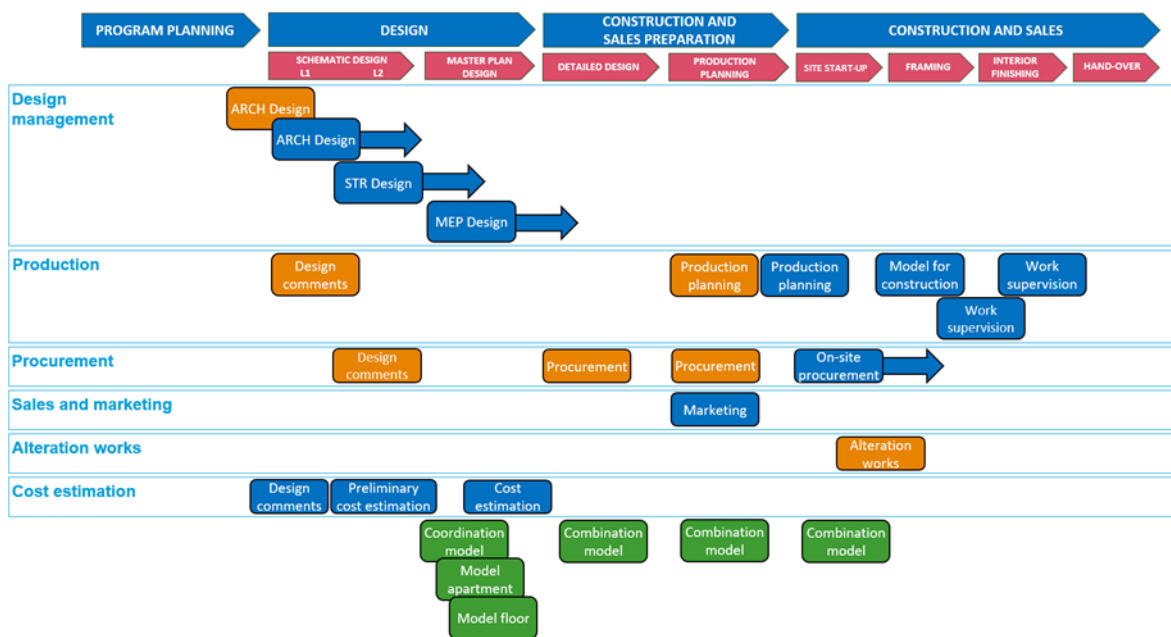 PROGRAM PLANNING
DESIGN
CONSTRUCTION AND
SALES PREPARATION
CONSTRUCTION AND SALES
SCHEMATIC DESIGN
L1 L2
MASTER PLAN
DESIGN
DETAILED DESIGN
PRODUCTION
PLANNING
SITE START-UP
FRAMING
INTERIOR
FINISHING
HAND-OVER
Design
management
ARCH Design
ARCH Design
STR Design
MEP Design
Production
Design
comments
Production
planning
Production
planning
Model for
construction
Work
supervision
Work
supervision
Procurement
Design
comments
Procurement
Procurement
On-site
procurement
Sales and marketing
Marketing
Alteration works
Alteration
works
Cost estimation
Design
comments
Preliminary
cost estimation
Cost
estimation
Coordination
model
Combination
model
Combination
model
Combination
model
Model
apartment
Model floor